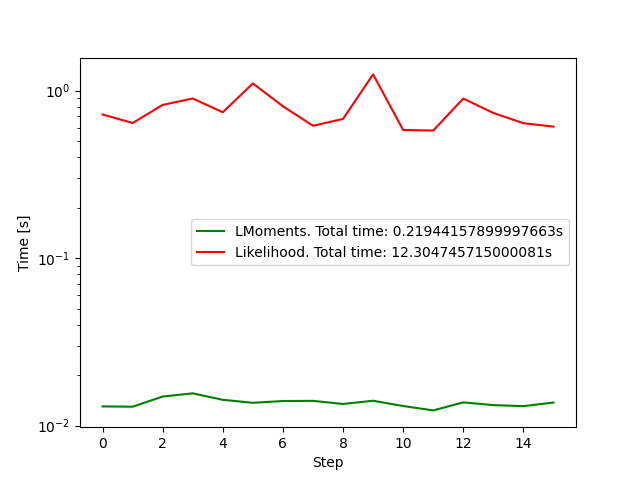 10⁰
10⁻¹
10⁻²
Time [s]
LMoments. Total time: 0.21944157899997663s
Likelihood. Total time: 12.304745715000081s
0 2 4 6 8 10 12 14
Step